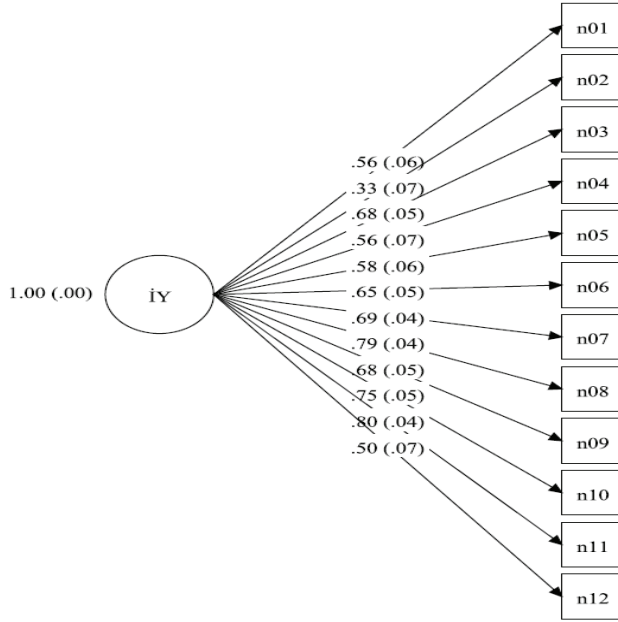 n01
n02
n03
n04
n05
n06
n07
n08
n09
n10
n11
n12
.56 (.06)
.33 (.07)
.68 (.05)
.56 (.07)
.58 (.06)
.65 (.05)
.69 (.04)
.79 (.04)
.68 (.05)
.75 (.05)
.80 (.04)
.50 (.07)
1.00 (.00)
İY